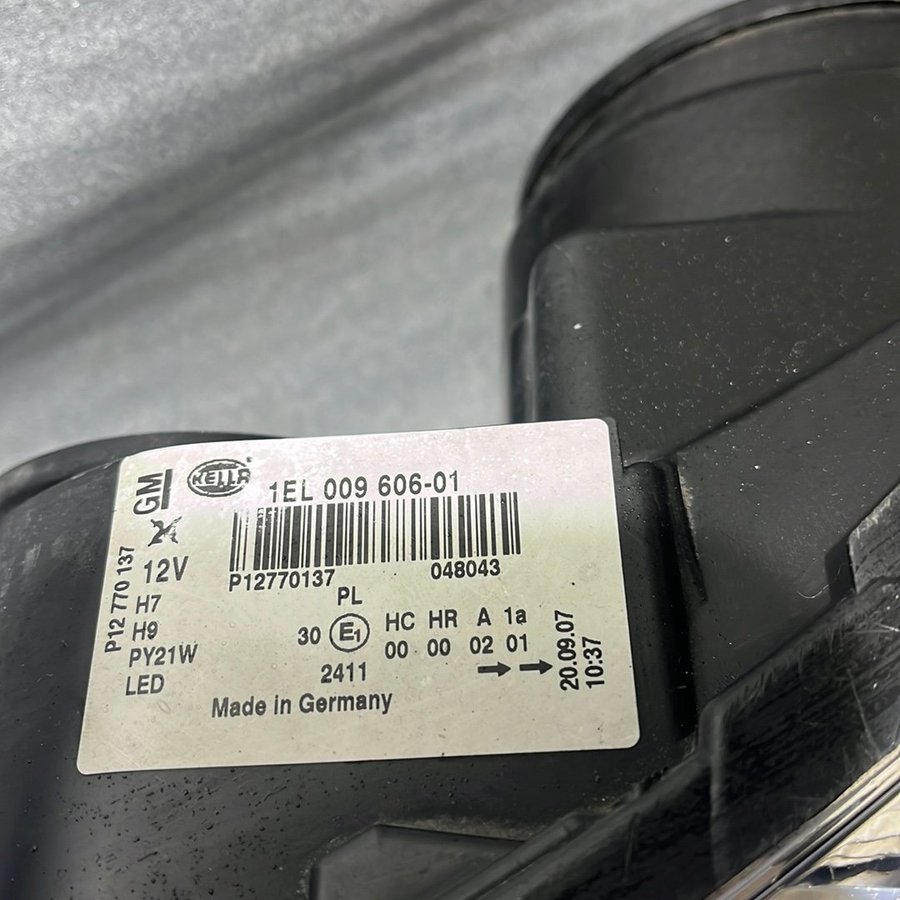 GM
HELLA
1EL 009 606-01
P12 770 137
12V
P12770137 048043
H7
H9
PY21W
LED
PL
30 E1
2411
HC HR A 1a
00 00 02 01
20.09.07
10:37
Made in Germany